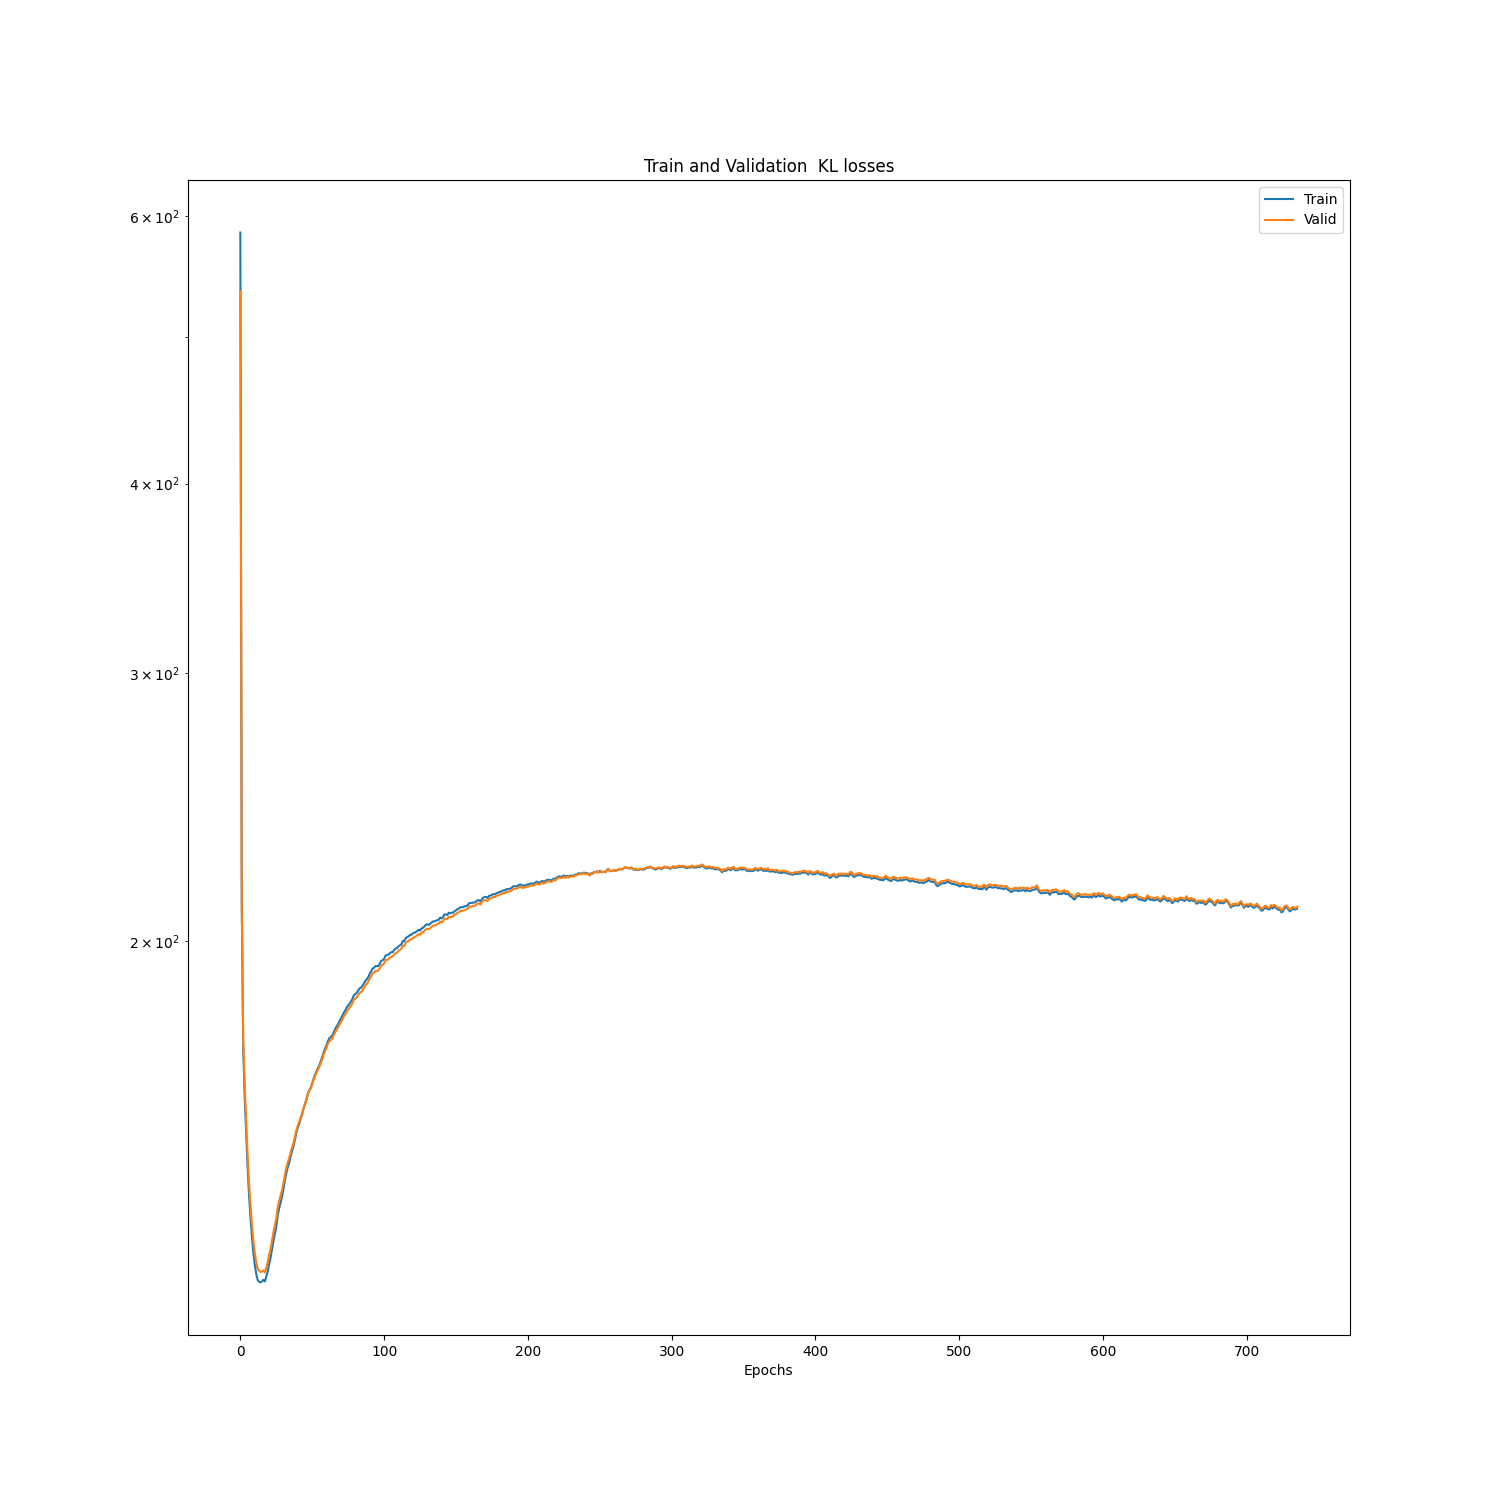 Train and Validation  KL losses
Train
Valid
6 × 10²
4 × 10²
3 × 10²
2 × 10²
0 100 200 300 400 500 600 700
Epochs